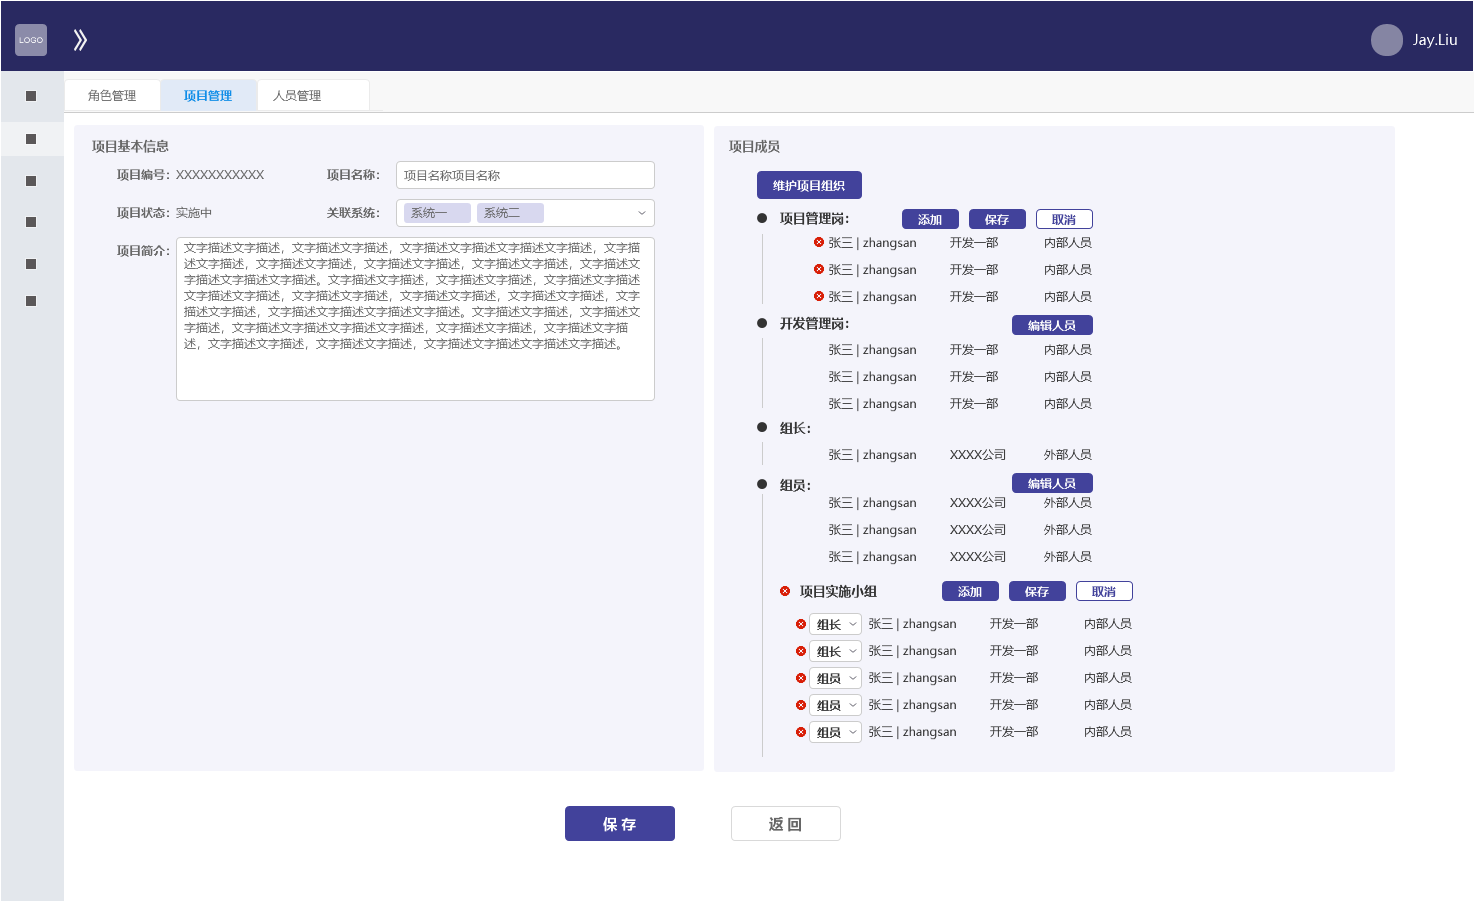 LOGO
Jay.Liu
角色管理
项目管理
人员管理
项目基本信息
项目编号：XXXXXXXXXXX
项目名称：
项目名称项目名称
项目状态：实施中
关联系统：
系统一
系统二
项目简介：
文字描述文字描述，文字描述文字描述，文字描述文字描述文字描述文字描述，文字描
述文字描述，文字描述文字描述，文字描述文字描述，文字描述文字描述，文字描述文
字描述文字描述文字描述。文字描述文字描述，文字描述文字描述，文字描述文字描述
文字描述文字描述，文字描述文字描述，文字描述文字描述，文字描述文字描述，文字
描述文字描述，文字描述文字描述文字描述文字描述。文字描述文字描述，文字描述文
字描述，文字描述文字描述文字描述文字描述，文字描述文字描述，文字描述文字描
述，文字描述文字描述，文字描述文字描述，文字描述文字描述文字描述文字描述。
项目成员
维护项目组织
项目管理岗：
添加
保存
取消
张三 | zhangsan 开发一部 内部人员
张三 | zhangsan 开发一部 内部人员
张三 | zhangsan 开发一部 内部人员
开发管理岗：
编辑人员
张三 | zhangsan 开发一部 内部人员
张三 | zhangsan 开发一部 内部人员
张三 | zhangsan 开发一部 内部人员
组长：
张三 | zhangsan XXXX公司 外部人员
组员：
编辑人员
张三 | zhangsan XXXX公司 外部人员
张三 | zhangsan XXXX公司 外部人员
张三 | zhangsan XXXX公司 外部人员
项目实施小组
添加
保存
取消
组长 张三 | zhangsan 开发一部 内部人员
组长 张三 | zhangsan 开发一部 内部人员
组员 张三 | zhangsan 开发一部 内部人员
组员 张三 | zhangsan 开发一部 内部人员
组员 张三 | zhangsan 开发一部 内部人员
保 存
返 回